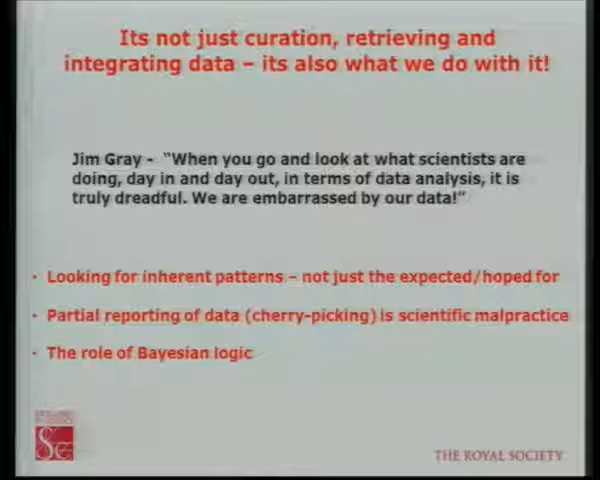 Its not just curation, retrieving and
integrating data – its also what we do with it!
Jim Gray - "When you go and look at what scientists are
doing, day in and day out, in terms of data analysis, it is
truly dreadful. We are embarrassed by our data!"
· Looking for inherent patterns – not just the expected/hoped for
· Partial reporting of data (cherry-picking) is scientific malpractice
· The role of Bayesian logic
THE ROYAL SOCIETY